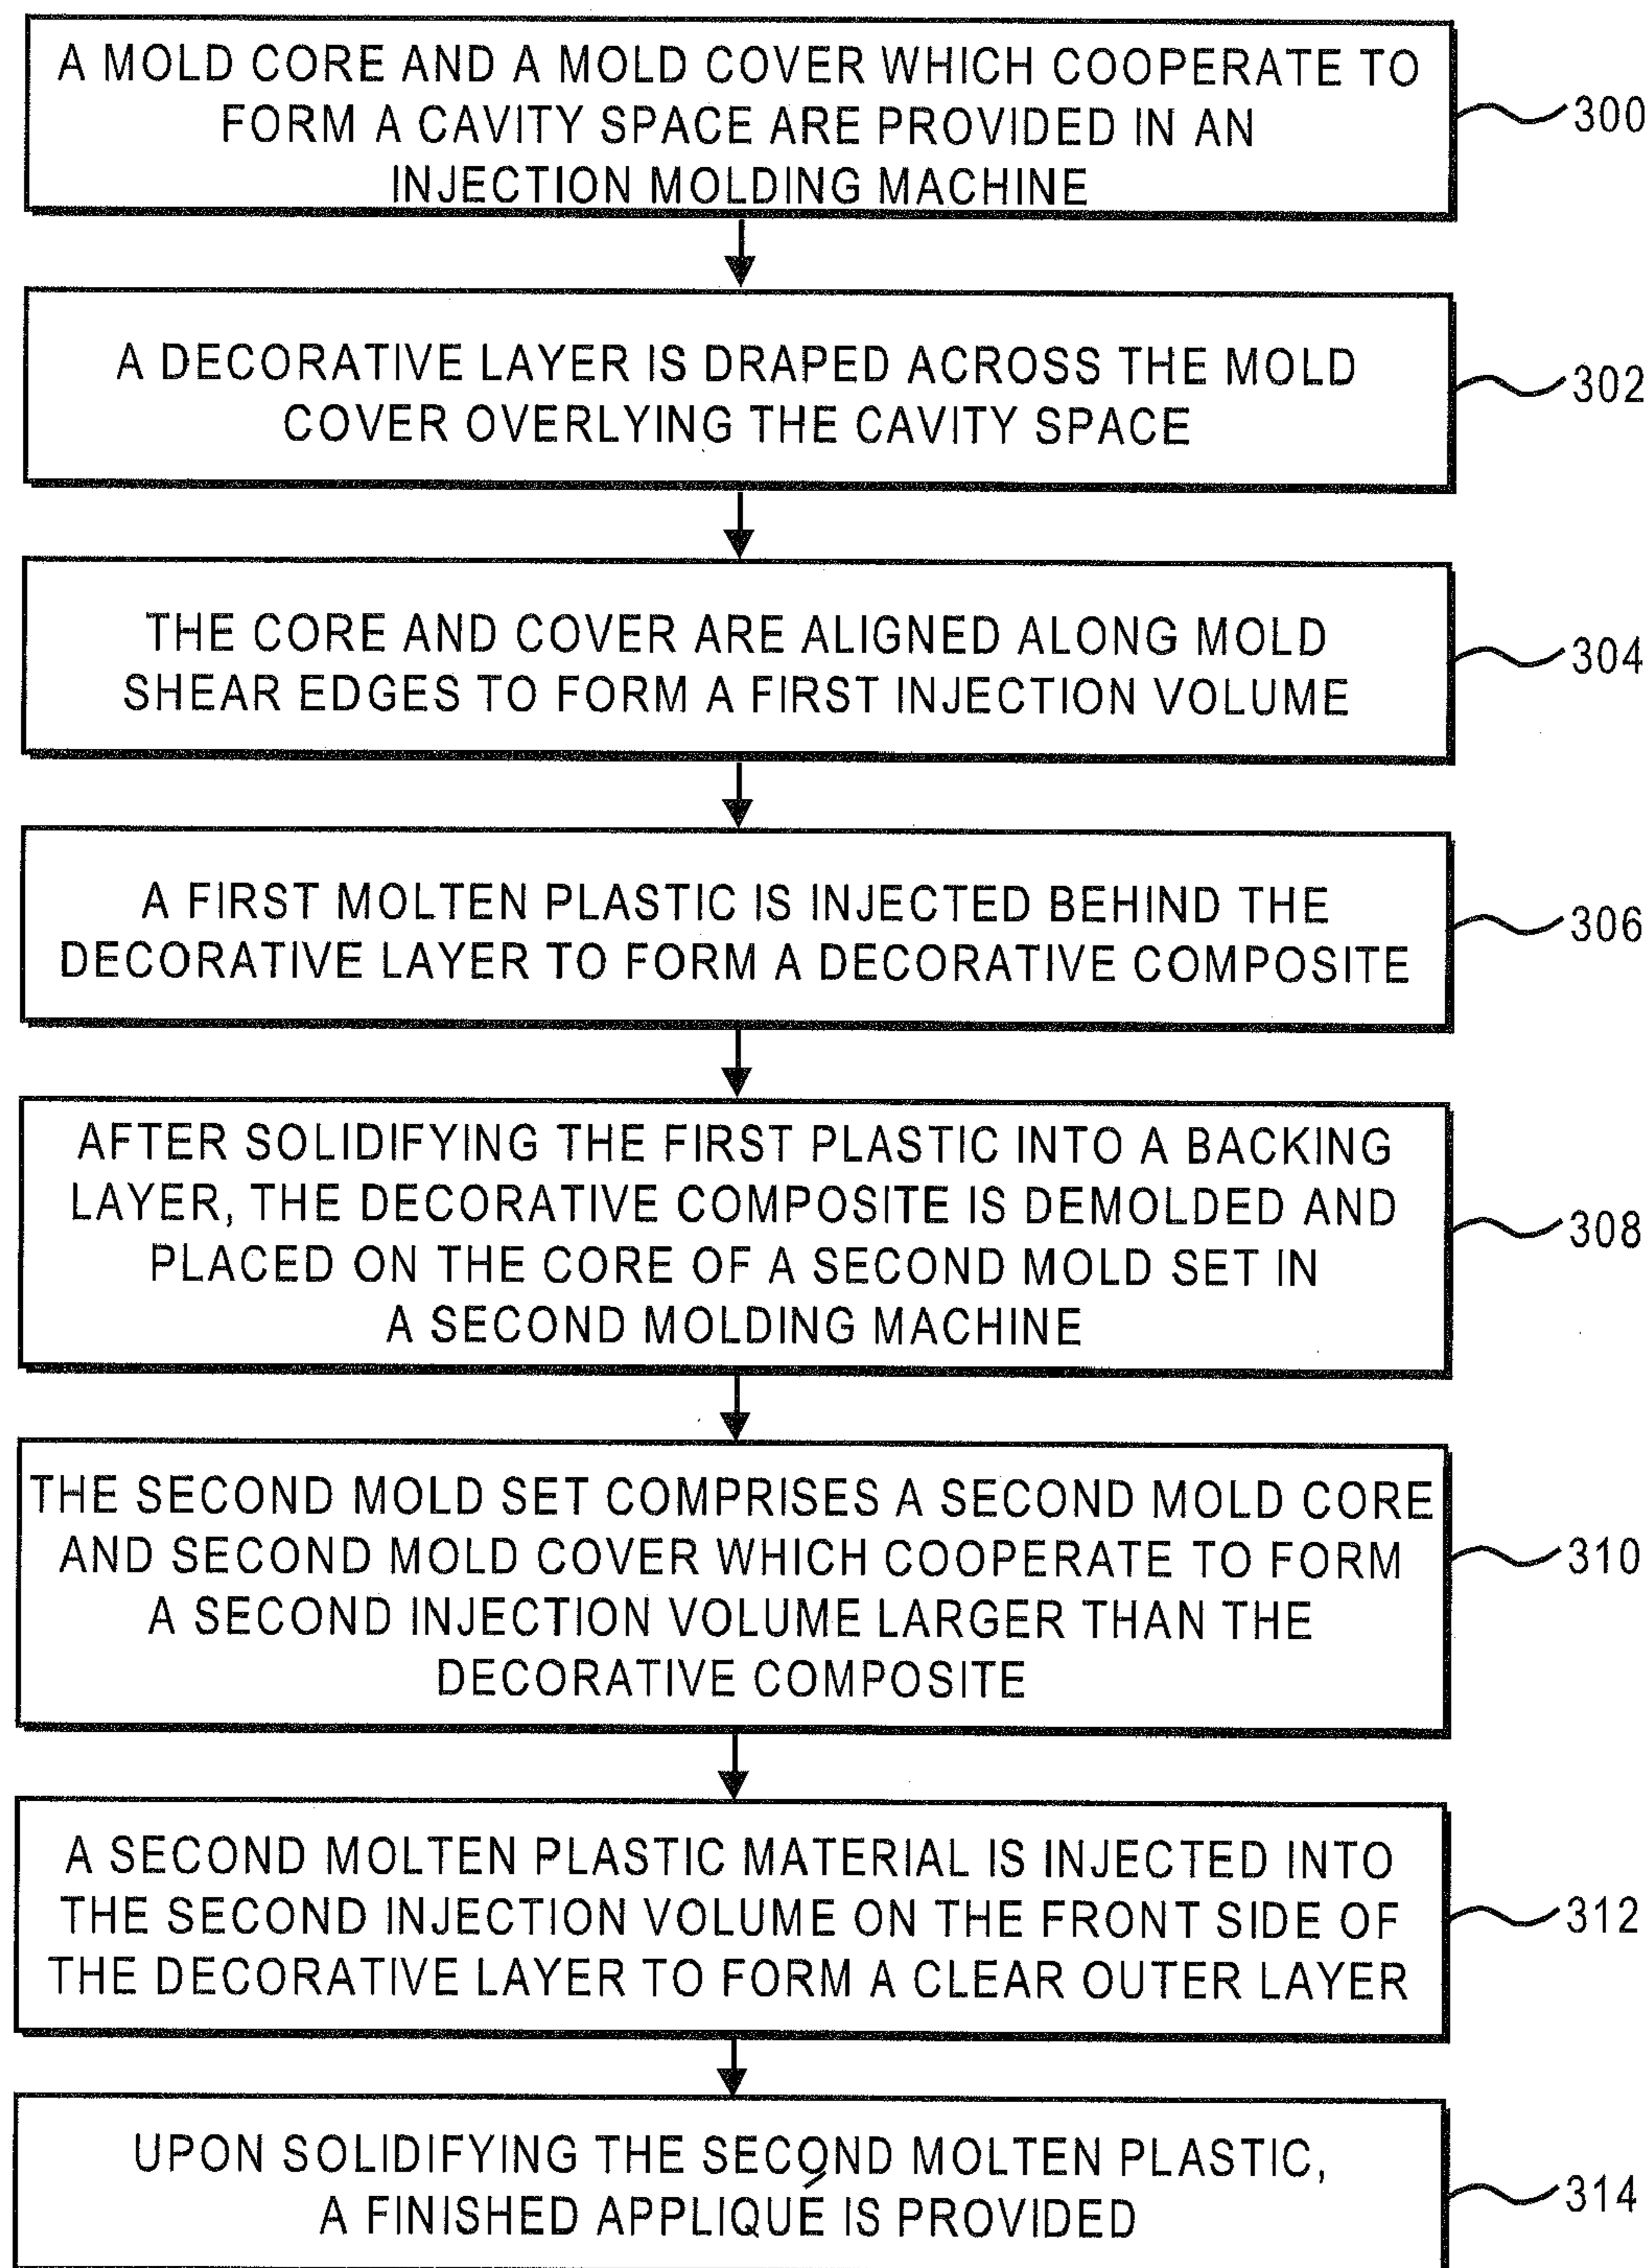 A MOLD CORE AND A MOLD COVER WHICH COOPERATE TO
FORM A CAVITY SPACE ARE PROVIDED IN AN
INJECTION MOLDING MACHINE
300
A DECORATIVE LAYER IS DRAPED ACROSS THE MOLD
COVER OVERLYING THE CAVITY SPACE
302
THE CORE AND COVER ARE ALIGNED ALONG MOLD
SHEAR EDGES TO FORM A FIRST INJECTION VOLUME
304
A FIRST MOLTEN PLASTIC IS INJECTED BEHIND THE
DECORATIVE LAYER TO FORM A DECORATIVE COMPOSITE
306
AFTER SOLIDIFYING THE FIRST PLASTIC INTO A BACKING
LAYER, THE DECORATIVE COMPOSITE IS DEMOLDED AND
PLACED ON THE CORE OF A SECOND MOLD SET IN
A SECOND MOLDING MACHINE
308
THE SECOND MOLD SET COMPRISES A SECOND MOLD CORE
AND SECOND MOLD COVER WHICH COOPERATE TO FORM
A SECOND INJECTION VOLUME LARGER THAN THE
DECORATIVE COMPOSITE
310
A SECOND MOLTEN PLASTIC MATERIAL IS INJECTED INTO
THE SECOND INJECTION VOLUME ON THE FRONT SIDE OF
THE DECORATIVE LAYER TO FORM A CLEAR OUTER LAYER
312
UPON SOLIDIFYING THE SECOND MOLTEN PLASTIC,
A FINISHED APPLIQUÉ IS PROVIDED
314